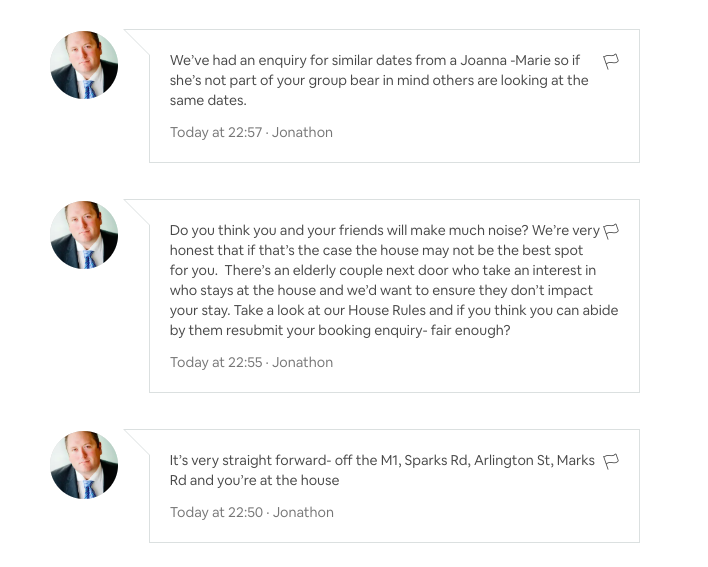 We’ve had an enquiry for similar dates from a Joanna -Marie so if
she’s not part of your group bear in mind others are looking at the
same dates.
Today at 22:57 · Jonathon
Do you think you and your friends will make much noise? We’re very
honest that if that’s the case the house may not be the best spot
for you.  There’s an elderly couple next door who take an interest in
who stays at the house and we’d want to ensure they don’t impact
your stay. Take a look at our House Rules and if you think you can abide
by them resubmit your booking enquiry- fair enough?
Today at 22:55 · Jonathon
It’s very straight forward- off the M1, Sparks Rd, Arlington St, Marks
Rd and you’re at the house
Today at 22:50 · Jonathon